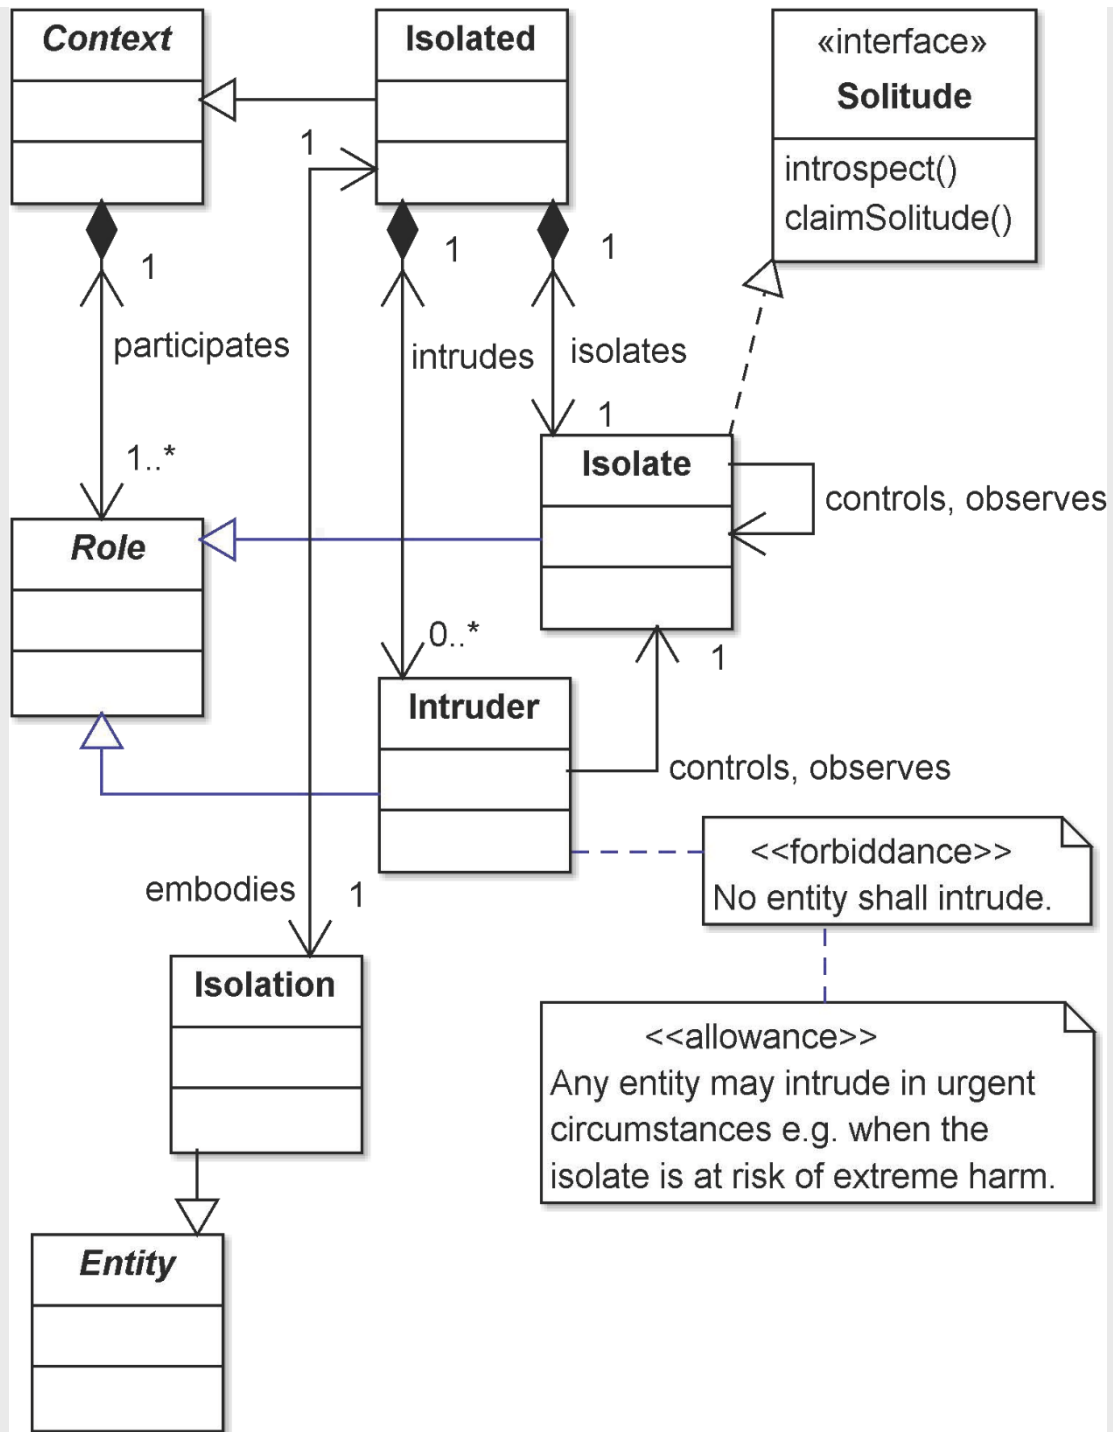 Context
Isolated
«interface»
Solitude
introspect()
claimSolitude()
1
1
1
1
participates
intrudes
isolates
1..*
1
Isolate
controls, observes
Role
0..*
1
Intruder
controls, observes
embodies
1
<<forbiddance>>
No entity shall intrude.
Isolation
<<allowance>>
Any entity may intrude in urgent
circumstances e.g. when the
isolate is at risk of extreme harm.
Entity